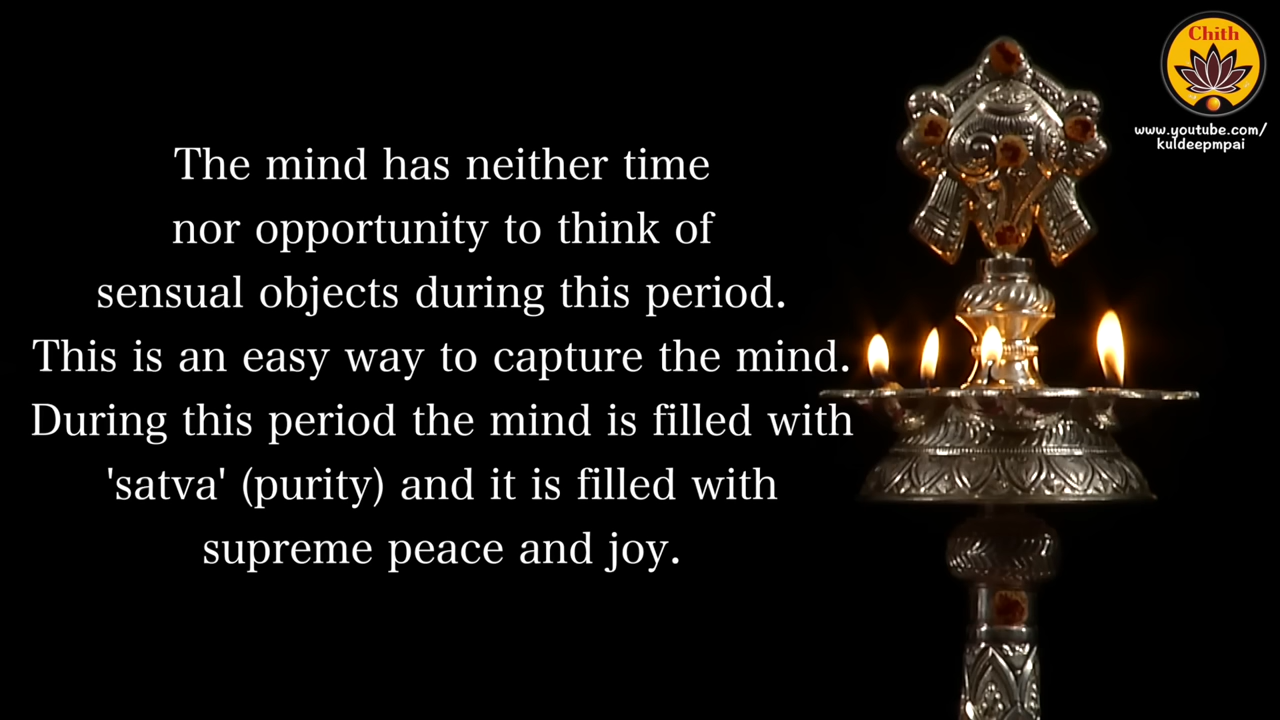 The mind has neither time
nor opportunity to think of
sensual objects during this period.
This is an easy way to capture the mind.
During this period the mind is filled with
'satva' (purity) and it is filled with
supreme peace and joy.
Chith
www.youtube.com/
kuldeepmpai